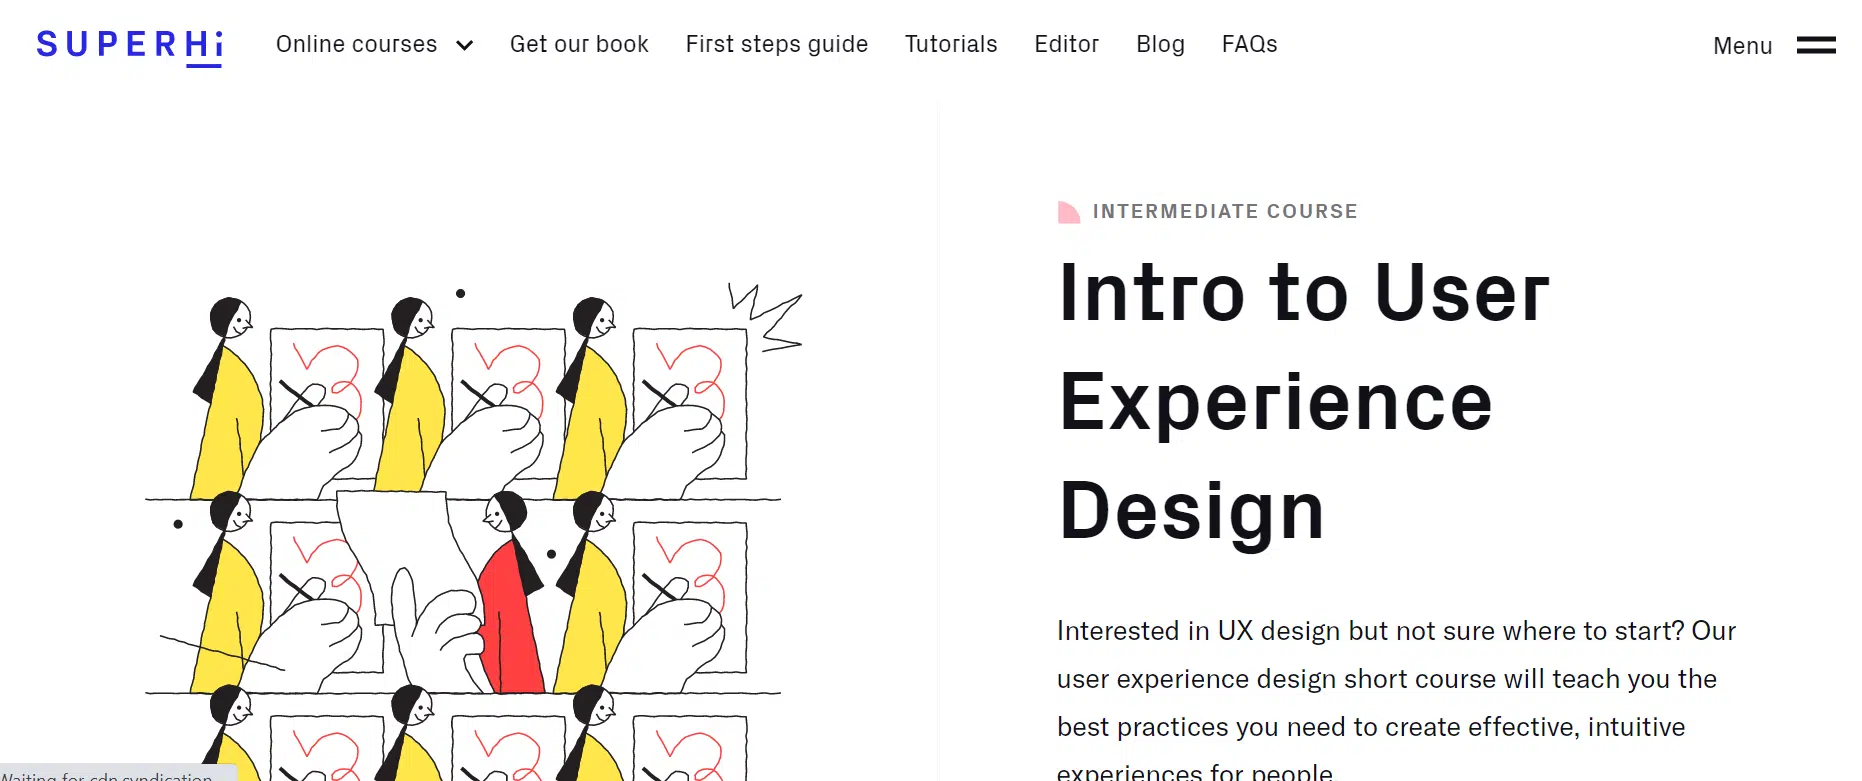 SUPERHi
Online courses
Get our book
First steps guide
Tutorials
Editor
Blog
FAQs
Menu
INTERMEDIATE COURSE
Intro to User
Experience
Design
Interested in UX design but not sure where to start? Our
user experience design short course will teach you the
best practices you need to create effective, intuitive
experiences for people.
Waiting for cdn.syndication...